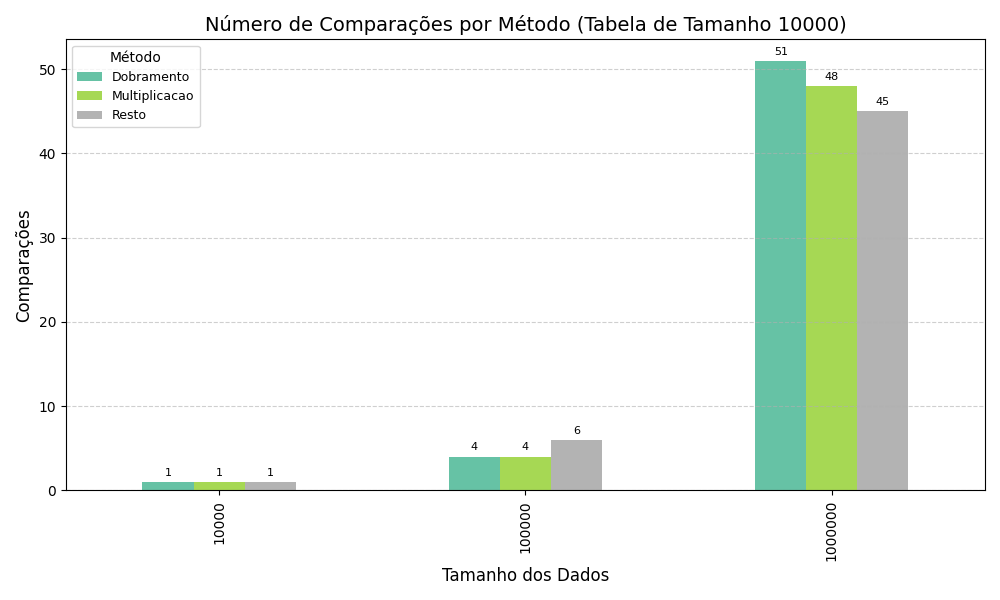 Número de Comparações por Método (Tabela de Tamanho 10000)
Método
Dobramento
Multiplicacao
Resto
Comparações
50
40
30
20
10
0
1 1 1
4 4 6
51 48 45
10000 100000 1000000
Tamanho dos Dados